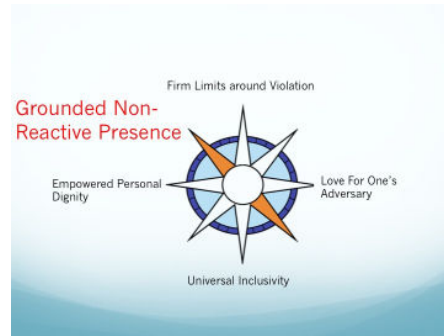 Firm Limits around Violation
Grounded Non-
Reactive Presence
Empowered Personal
Dignity
Love For One's
Adversary
Universal Inclusivity